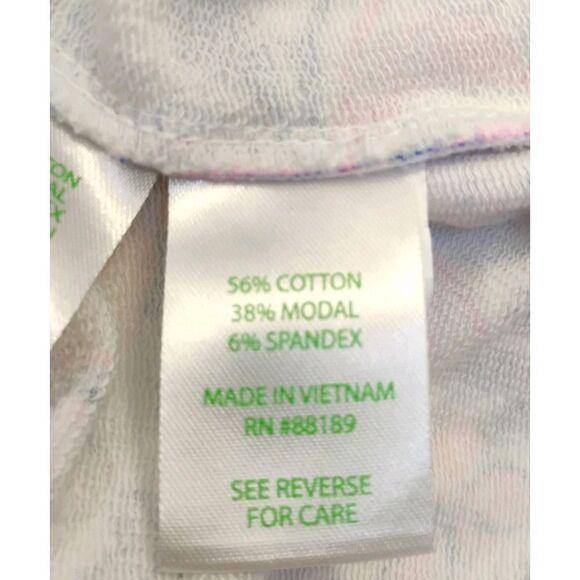 56% COTTON
38% MODAL
6% SPANDEX
MADE IN VIETNAM
RN #88189
SEE REVERSE
FOR CARE